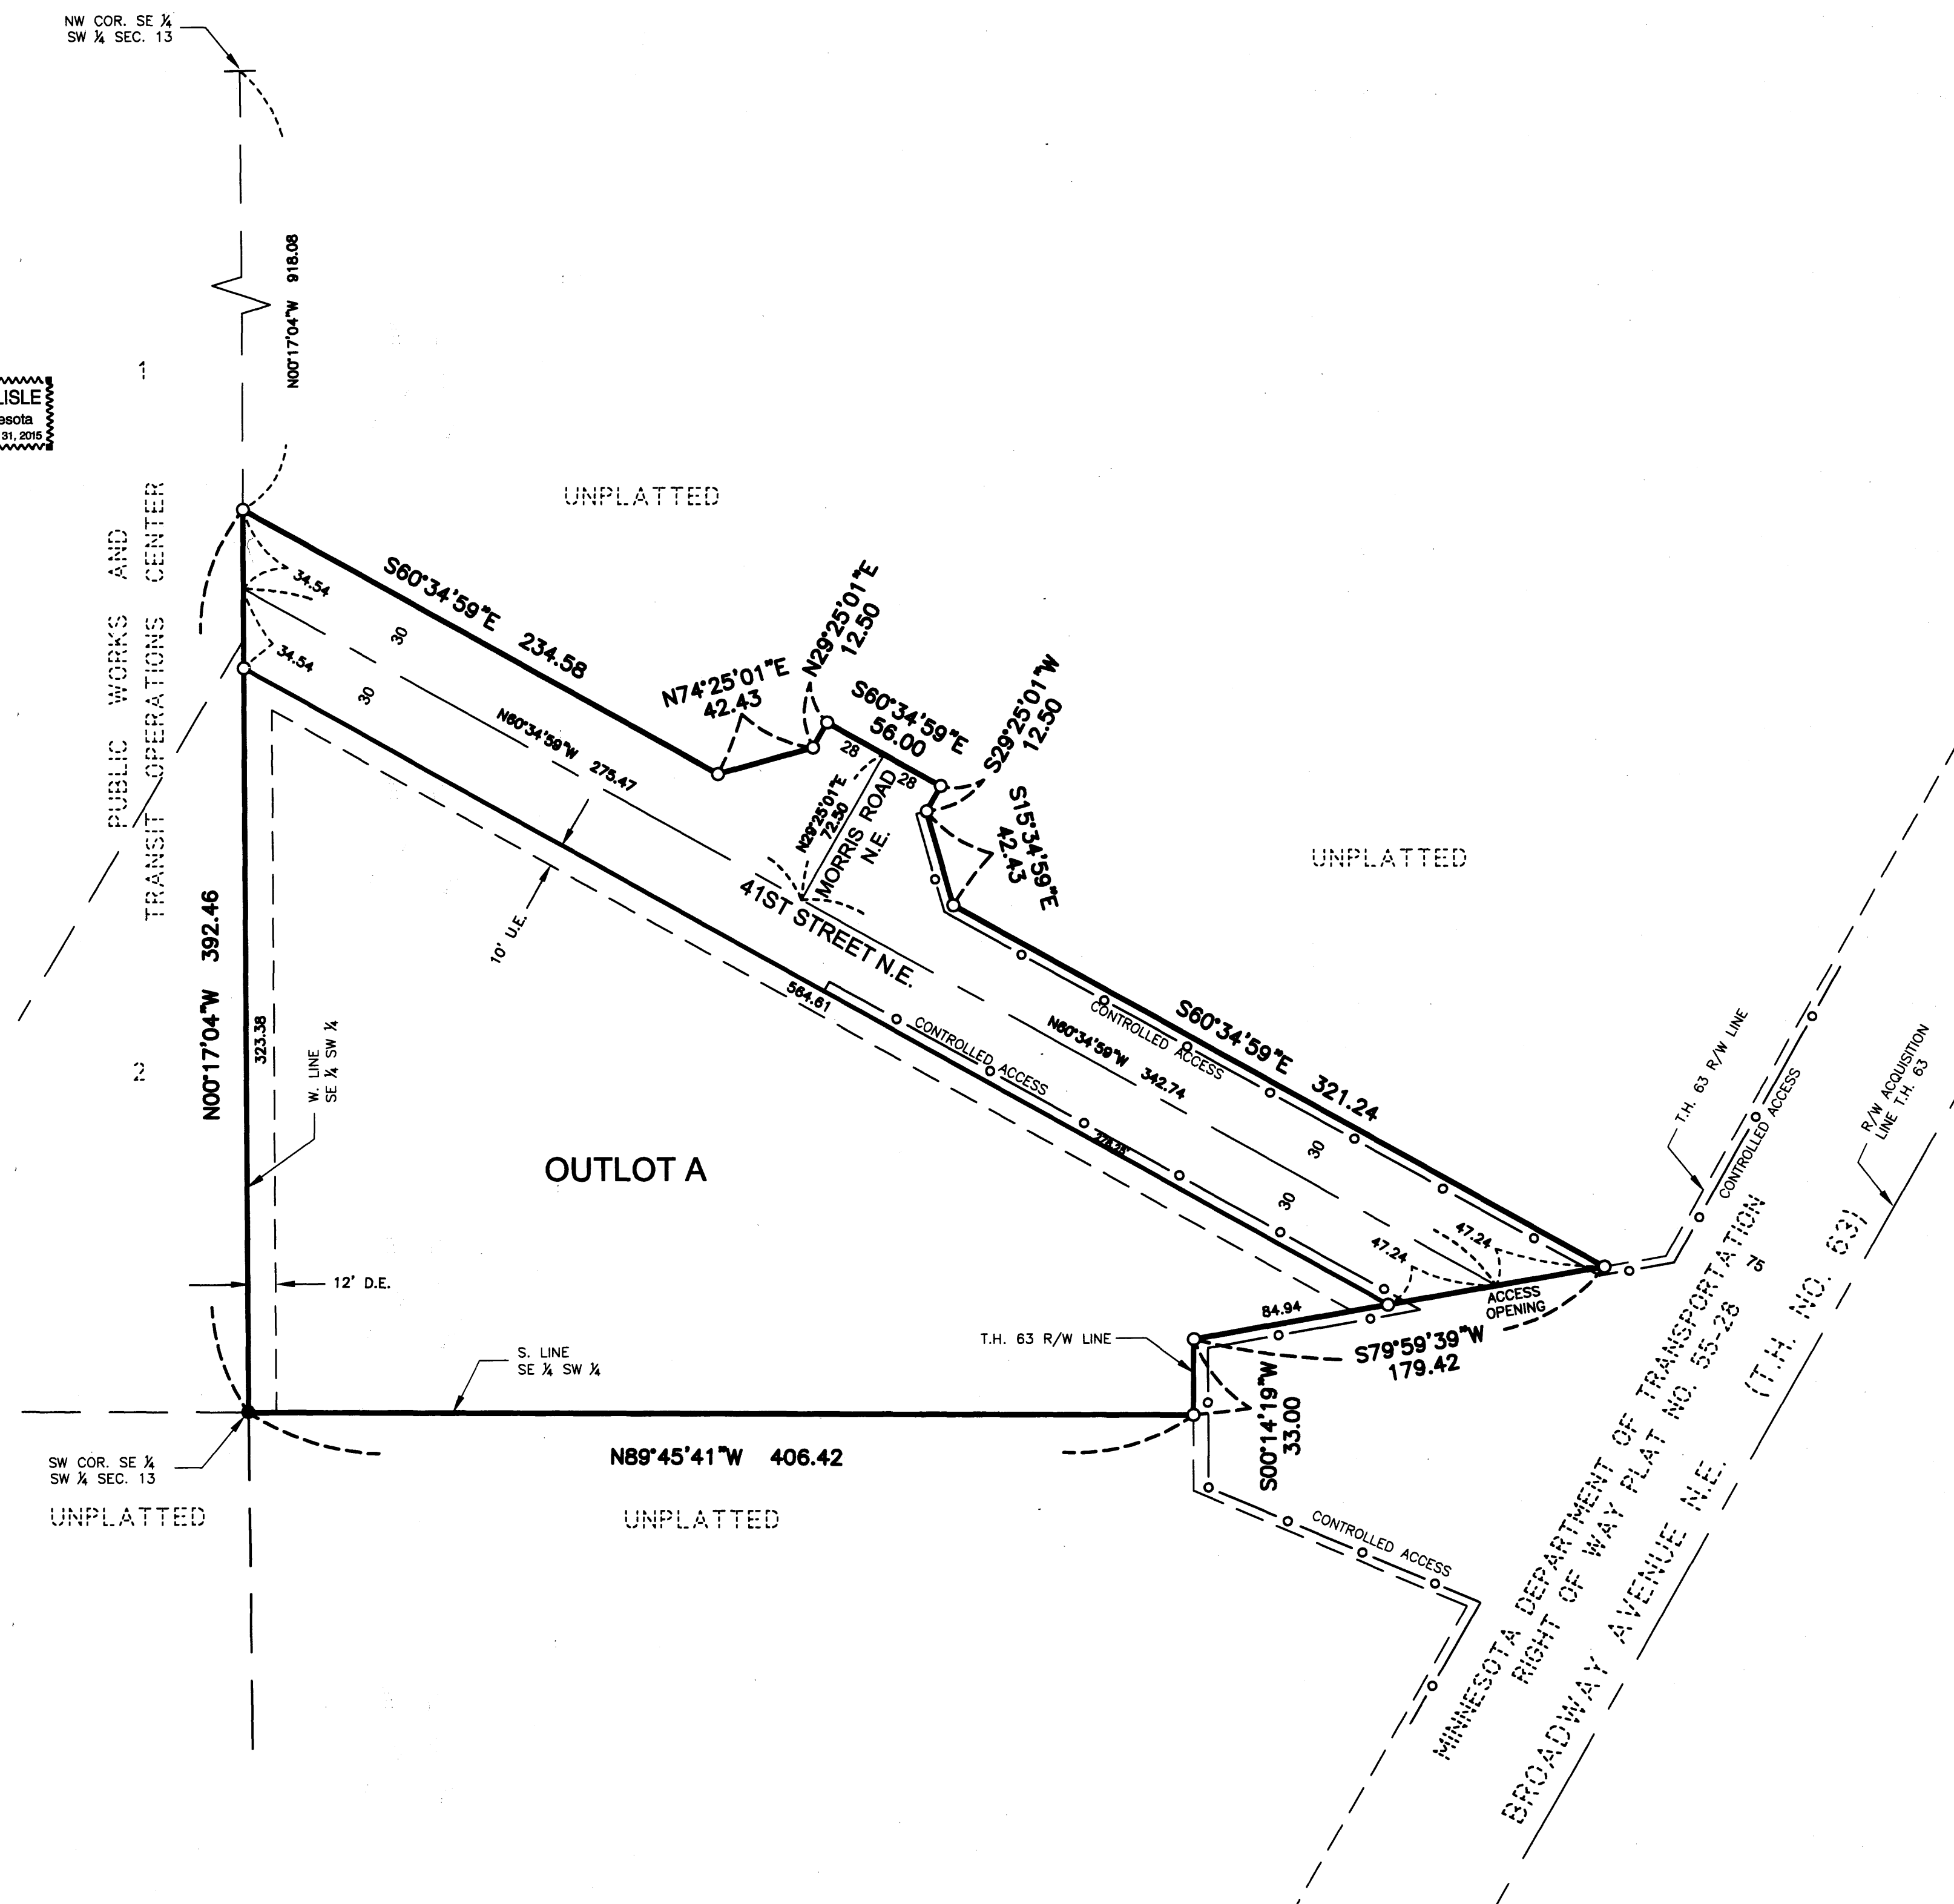 NW COR. SE ¼
SW ¼ SEC. 13
N00°17'04"W 918.08
1
LISLE
esota
31, 2015
PUBLIC WORKS AND
TRANSIT OPERATIONS CENTER
UNPLATTED
34.54
34.54
30
30
S60°34'59"E 234.58
N74°25'01"E
42.43
N29°25'01"E
12.50
S60°34'59"E
56.00
28
28
S29°25'01"W
12.50
S15°34'59"E
42.43
N60°34'59"W 275.47
N29°25'01"E
72.50
MORRIS ROAD
N.E.
41ST STREET N.E.
10' U.E.
UNPLATTED
564.61
CONTROLLED ACCESS
CONTROLLED ACCESS
S60°34'59"E 321.24
N60°34'59"W 342.74
30
30
N00°17'04"W 392.46
323.38
W. LINE
SE ¼ SW ¼
2
OUTLOT A
12' D.E.
47.24
47.24
84.94
ACCESS
OPENING
S79°59'39"W
179.42
T.H. 63 R/W LINE
S00°14'19"W
33.00
S. LINE
SE ¼ SW ¼
N89°45'41"W 406.42
SW COR. SE ¼
SW ¼ SEC. 13
UNPLATTED
UNPLATTED
CONTROLLED ACCESS
T.H. 63 R/W LINE
CONTROLLED ACCESS
R/W ACQUISITION
LINE T.H. 63
MINNESOTA DEPARTMENT OF TRANSPORTATION
RIGHT OF WAY PLAT NO. 55-28
75
BROADWAY AVENUE N.E. (T.H. NO. 63)